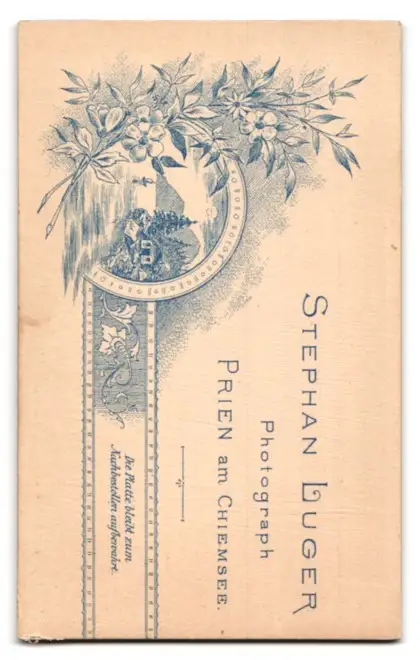 STEPHAN LUGER
Photograph
PRIEN am CHIEMSEE.
Die Platte bleibt zum
Nachbestellen aufbewahrt.